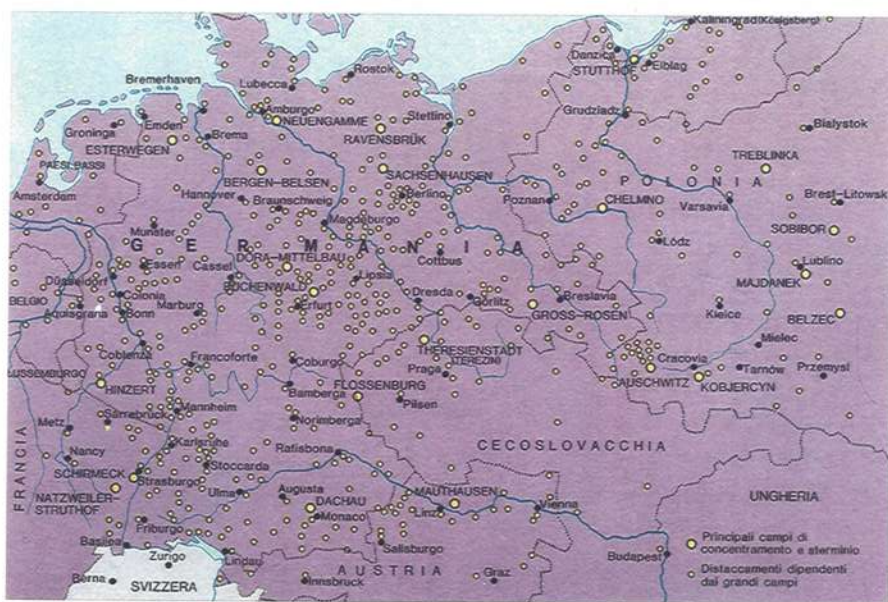 Kaliningrad (Königsberg)
Danzica
STUTTHOF
Elblag
Rostok
Lubecca
Bremerhaven
Amburgo
NEUENGAMME
Stettino
Grudziadz
Bialystok
Groninga
Emden
ESTERWEGEN
Brema
RAVENSBRÜK
TREBLINKA
PAESI BASSI
BERGEN-BELSEN
SACHSENHAUSEN
POLONIA
Amsterdam
Hannover
Braunschweig
Berlino
Poznan
CHELMNO
Varsavia
Brest-Litowsk
Magdeburgo
Munster
GERMANIA
SOBIBOR
Lódz
Essen
Cassel
DORA-MITTELBAU
Cottbus
Lublino
Düsseldorf
Lipsia
MAJDANEK
BUCHENWALD
BELGIO
Colonia
Dresda
Görlitz
Breslavia
Aquisgrana
Bonn
Marburg
Erfurt
GROSS-ROSEN
Kielce
BELZEC
Coblenza
THERESIENSTADT
(TEREZIN)
Mielec
Francoforte
Coburgo
Praga
Cracovia
Tarnów
Przemysl
LUSSEMBURGO
HINZERT
Bamberga
FLOSSENBURG
AUSCHWITZ
KOBJERCYN
Pilsen
Mannheim
Sarrebruck
Metz
Norimberga
Karlsruhe
CECOSLOVACCHIA
Nancy
Ratisbona
Stoccarda
SCHIRMECK
Strasburgo
FRANCIA
NATZWEILER-
STRUTHOF
Ulma
Augusta
DACHAU
MAUTHAUSEN
Linz
Vienna
UNGHERIA
Monaco
Friburgo
Basilea
Salisburgo
Lindau
Zurigo
Budapest
Berna
SVIZZERA
Innsbruck
AUSTRIA
Graz
Principali campi di
concentramento e sterminio
Distaccamenti dipendenti
dai grandi campi